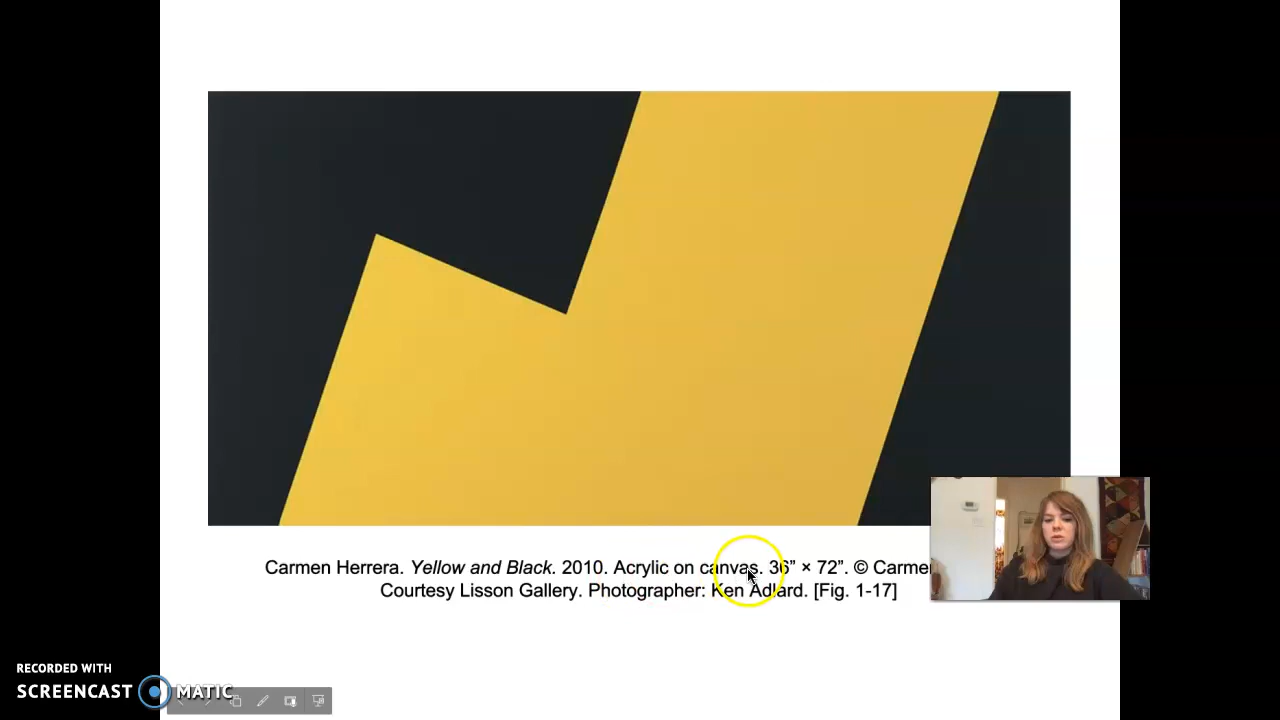 Carmen Herrera. Yellow and Black. 2010. Acrylic on canvas. 36” × 72”. © Carmen
Courtesy Lisson Gallery. Photographer: Ken Adlard. [Fig. 1-17]
RECORDED WITH
SCREENCAST MATIC